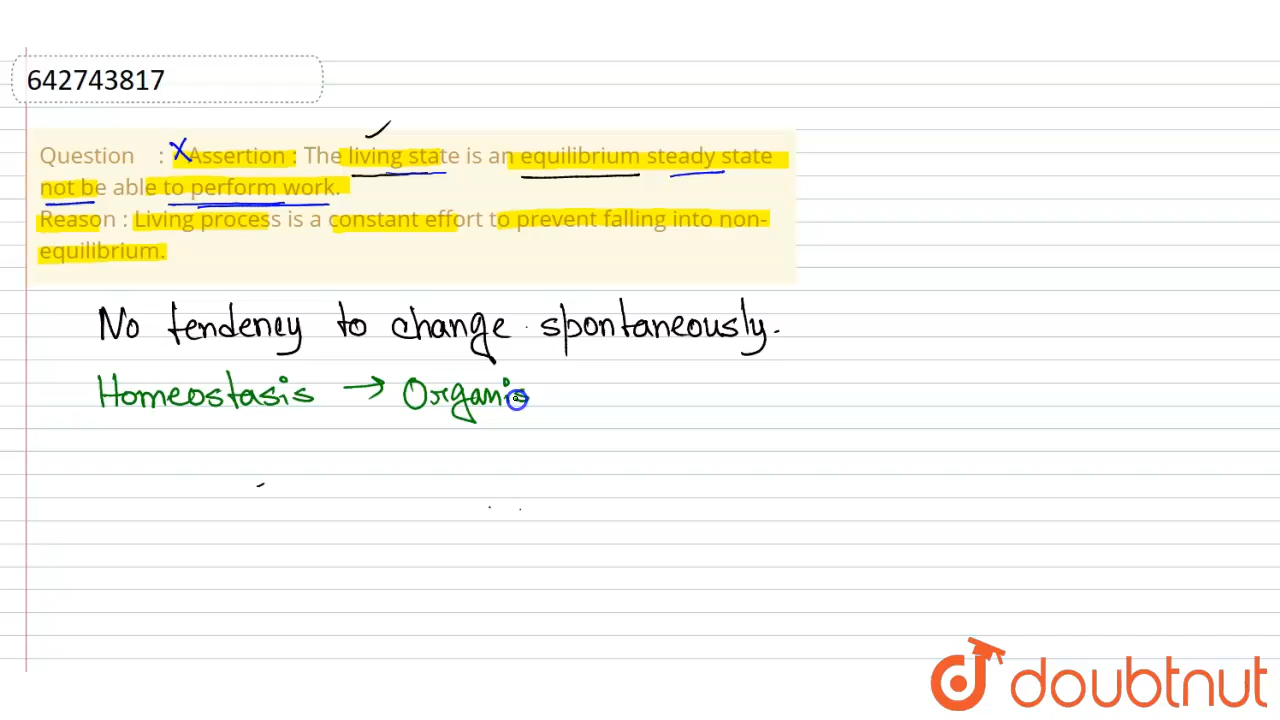 642743817
Question : X Assertion : The living state is an equilibrium steady state
not be able to perform work.
Reason : Living process is a constant effort to prevent falling into non-
equilibrium.
No tendency to change spontaneously.
Homeostasis → Organis
doubtnut